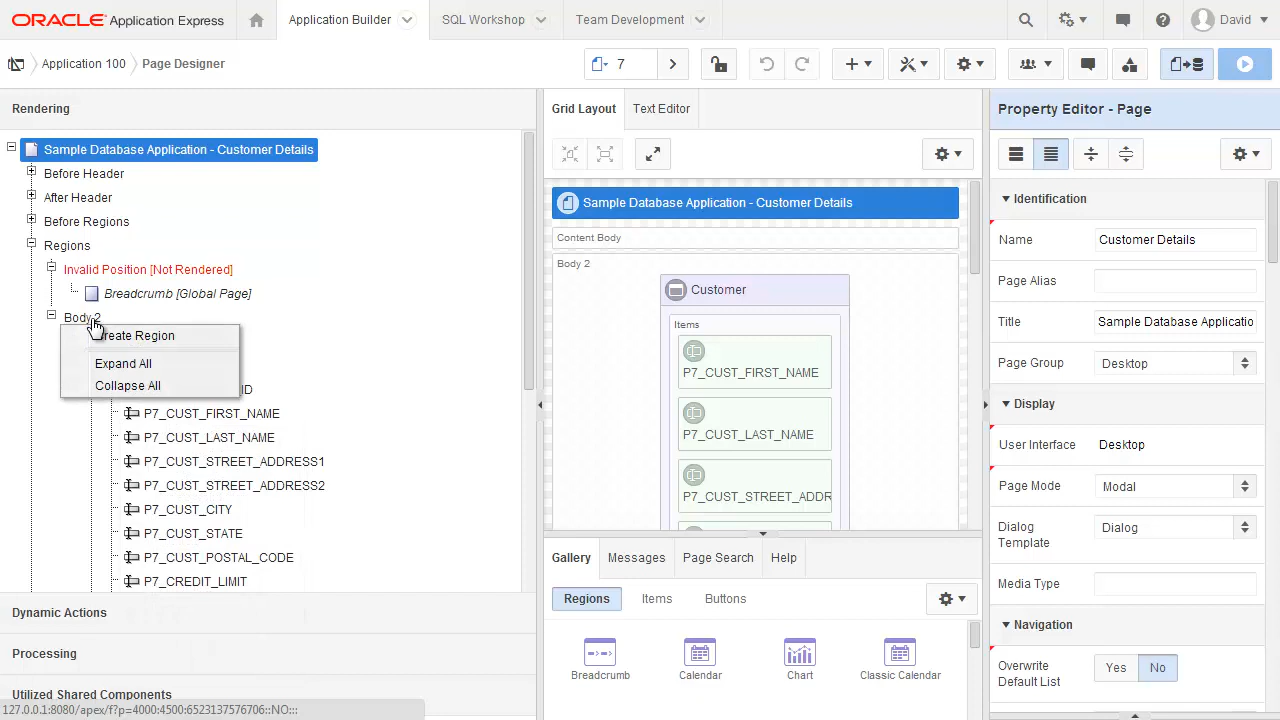 ORACLE Application Express
Application Builder
SQL Workshop
Team Development
David
Application 100
Page Designer
7
Rendering
Sample Database Application - Customer Details
Before Header
After Header
Before Regions
Regions
Invalid Position [Not Rendered]
Breadcrumb [Global Page]
Body 2
Create Region
Expand All
Collapse All
P7_CUST_FIRST_NAME
P7_CUST_LAST_NAME
P7_CUST_STREET_ADDRESS1
P7_CUST_STREET_ADDRESS2
P7_CUST_CITY
P7_CUST_STATE
P7_CUST_POSTAL_CODE
P7_CREDIT_LIMIT
Dynamic Actions
Processing
Utilized Shared Components
127.0.0.1:8080/apex/f?p=4000:4500:6523137576706::NO:::
Grid Layout
Text Editor
Sample Database Application - Customer Details
Content Body
Body 2
Customer
Items
P7_CUST_FIRST_NAME
P7_CUST_LAST_NAME
P7_CUST_STREET_ADDR
Gallery
Messages
Page Search
Help
Regions
Items
Buttons
Breadcrumb
Calendar
Chart
Classic Calendar
Property Editor - Page
Identification
Name
Customer Details
Page Alias
Title
Sample Database Applicatio
Page Group
Desktop
Display
User Interface
Desktop
Page Mode
Modal
Dialog
Template
Dialog
Media Type
Navigation
Overwrite
Default List
Yes
No